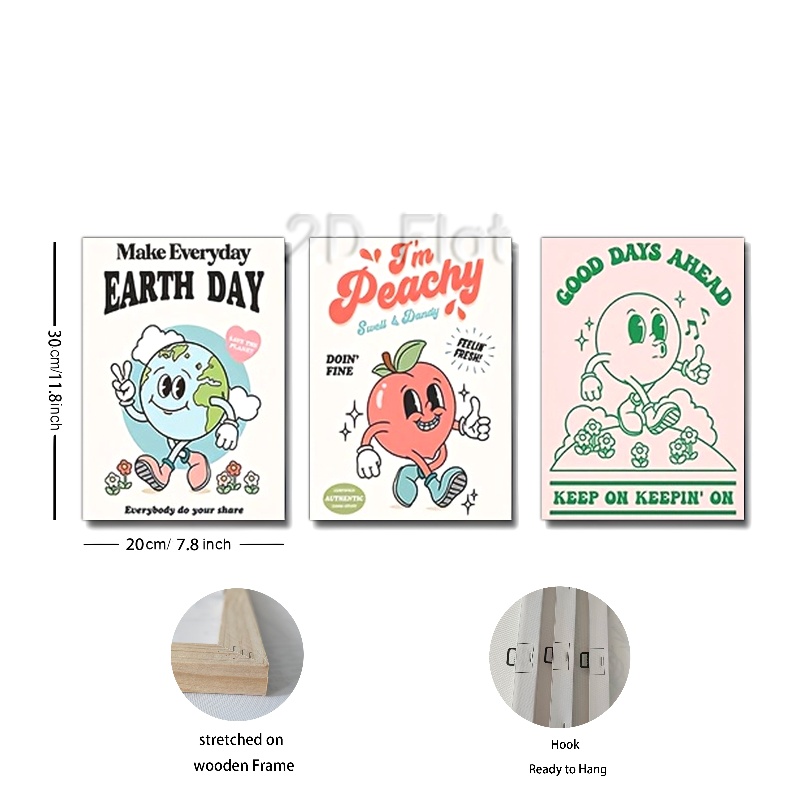 2D Flat
Make Everyday
EARTH DAY
SAVE THE
PLANET
Everybody do your share
I'm
Peachy
Swell & Dandy
DOIN'
FINE
FEELIN'
FRESH!
AUTHENTIC
GOOD DAYS AHEAD
KEEP ON KEEPIN' ON
30cm/11.8inch
20cm/ 7.8 inch
stretched on
wooden Frame
Hook
Ready to Hang